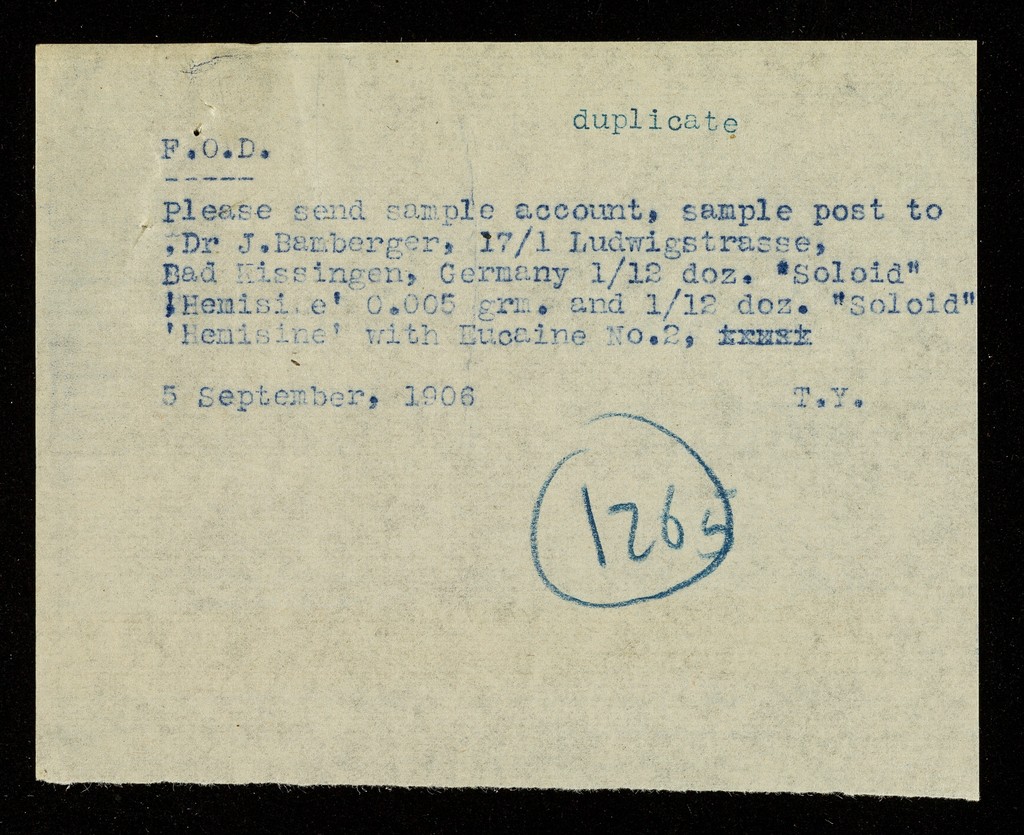 duplicate
F.O.D.
-----
Please send sample account, sample post to
,Dr J.Bamberger, 17/1 Ludwigstrasse,
Bad Kissingen, Germany 1/12 doz. "Soloid"
'Hemisine' 0.005 grm. and 1/12 doz. "Soloid"
'Hemisine' with Eucaine No.2,
5 September, 1906 T.Y.
1265